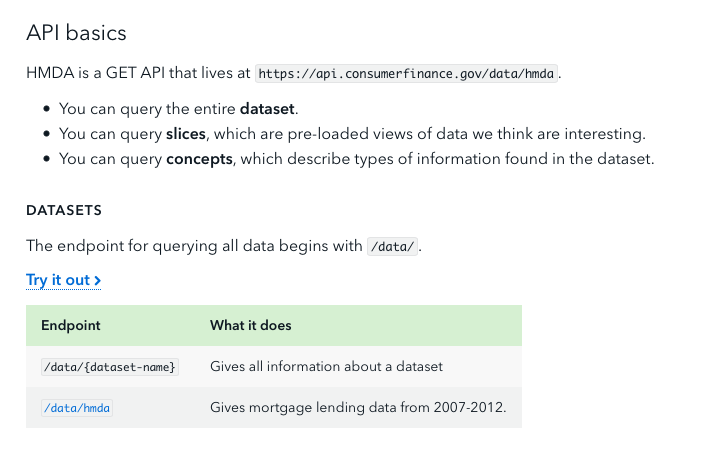 API basics
HMDA is a GET API that lives at https://api.consumerfinance.gov/data/hmda.
• You can query the entire dataset.
• You can query slices, which are pre-loaded views of data we think are interesting.
• You can query concepts, which describe types of information found in the dataset.
DATASETS
The endpoint for querying all data begins with /data/.
Try it out ›
Endpoint What it does
/data/{dataset-name} Gives all information about a dataset
/data/hmda Gives mortgage lending data from 2007-2012.